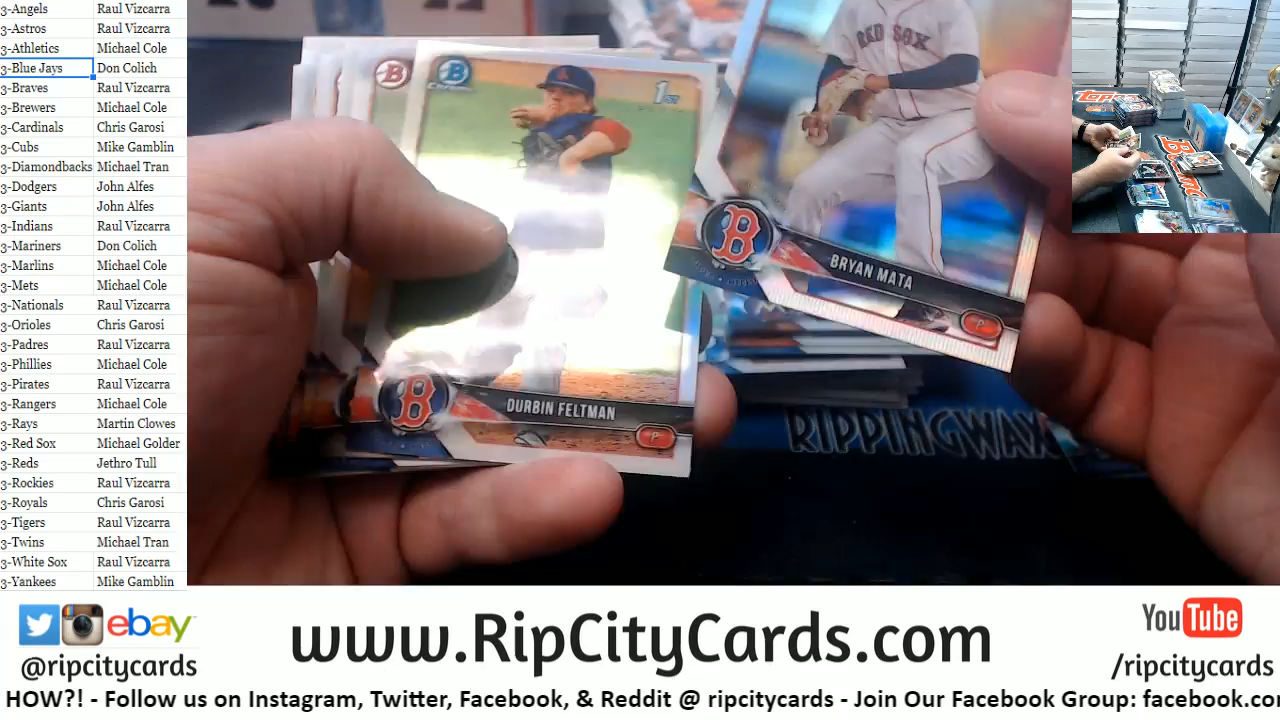 3-Angels Raul Vizcarra
3-Astros Raul Vizcarra
3-Athletics Michael Cole
3-Blue Jays Don Colich
3-Braves Raul Vizcarra
3-Brewers Michael Cole
3-Cardinals Chris Garosi
3-Cubs Mike Gamblin
3-Diamondbacks Michael Tran
3-Dodgers John Alfes
3-Giants John Alfes
3-Indians Raul Vizcarra
3-Mariners Don Colich
3-Marlins Michael Cole
3-Mets Michael Cole
3-Nationals Raul Vizcarra
3-Orioles Chris Garosi
3-Padres Raul Vizcarra
3-Phillies Michael Cole
3-Pirates Raul Vizcarra
3-Rangers Michael Cole
3-Rays Martin Clowes
3-Red Sox Michael Golder
3-Reds Jethro Tull
3-Rockies Raul Vizcarra
3-Royals Chris Garosi
3-Tigers Raul Vizcarra
3-Twins Michael Tran
3-White Sox Raul Vizcarra
3-Yankees Mike Gamblin
RED SOX
B
B CHROME
1ST
B
BRYAN MATA
P
B
DURBIN FELTMAN
P
RIPPINGWAX
Topps
Bowman
ebay
@ripcitycards
www.RipCityCards.com
YouTube
/ripcitycards
HOW?! - Follow us on Instagram, Twitter, Facebook, & Reddit @ ripcitycards - Join Our Facebook Group: facebook.co